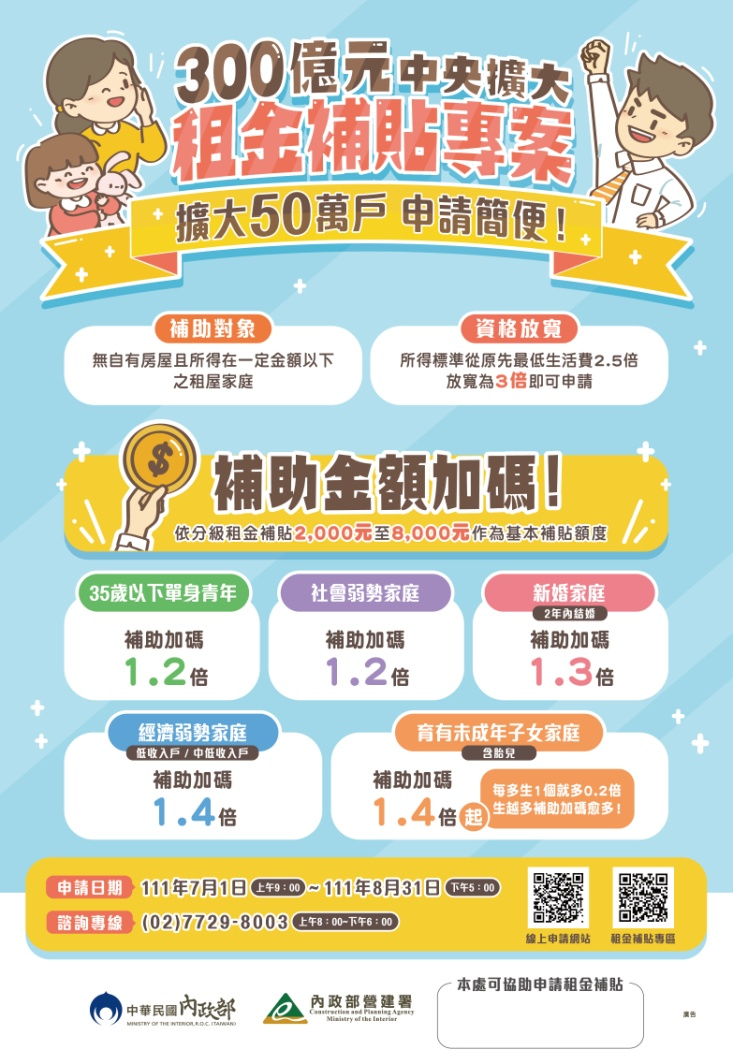 300億元中央擴大
租金補貼專案
擴大50萬戶 申請簡便!
補助對象
無自有房屋且所得在一定金額以下
之租屋家庭
資格放寬
所得標準從原先最低生活費2.5倍
放寬為3倍即可申請
$
補助金額加碼!
依分級租金補貼2,000元至8,000元作為基本補貼額度
35歲以下單身青年
補助加碼
1.2倍
社會弱勢家庭
補助加碼
1.2倍
新婚家庭
2年內結婚
補助加碼
1.3倍
經濟弱勢家庭
低收入戶/中低收入戶
補助加碼
1.4倍
育有未成年子女家庭
含胎兒
補助加碼
1.4倍起
每多生1個就多0.2倍
生越多補助加碼愈多!
申請日期 111年7月1日 上午9:00 ~ 111年8月31日 下午5:00
諮詢專線 (02)7729-8003 上午8:00~下午6:00
線上申請網站
租金補貼專區
中華民國內政部
MINISTRY OF THE INTERIOR,R.O.C.(TAIWAN)
內政部營建署
Construction and Planning Agency
Ministry of the Interior
本處可協助申請租金補貼
廣告